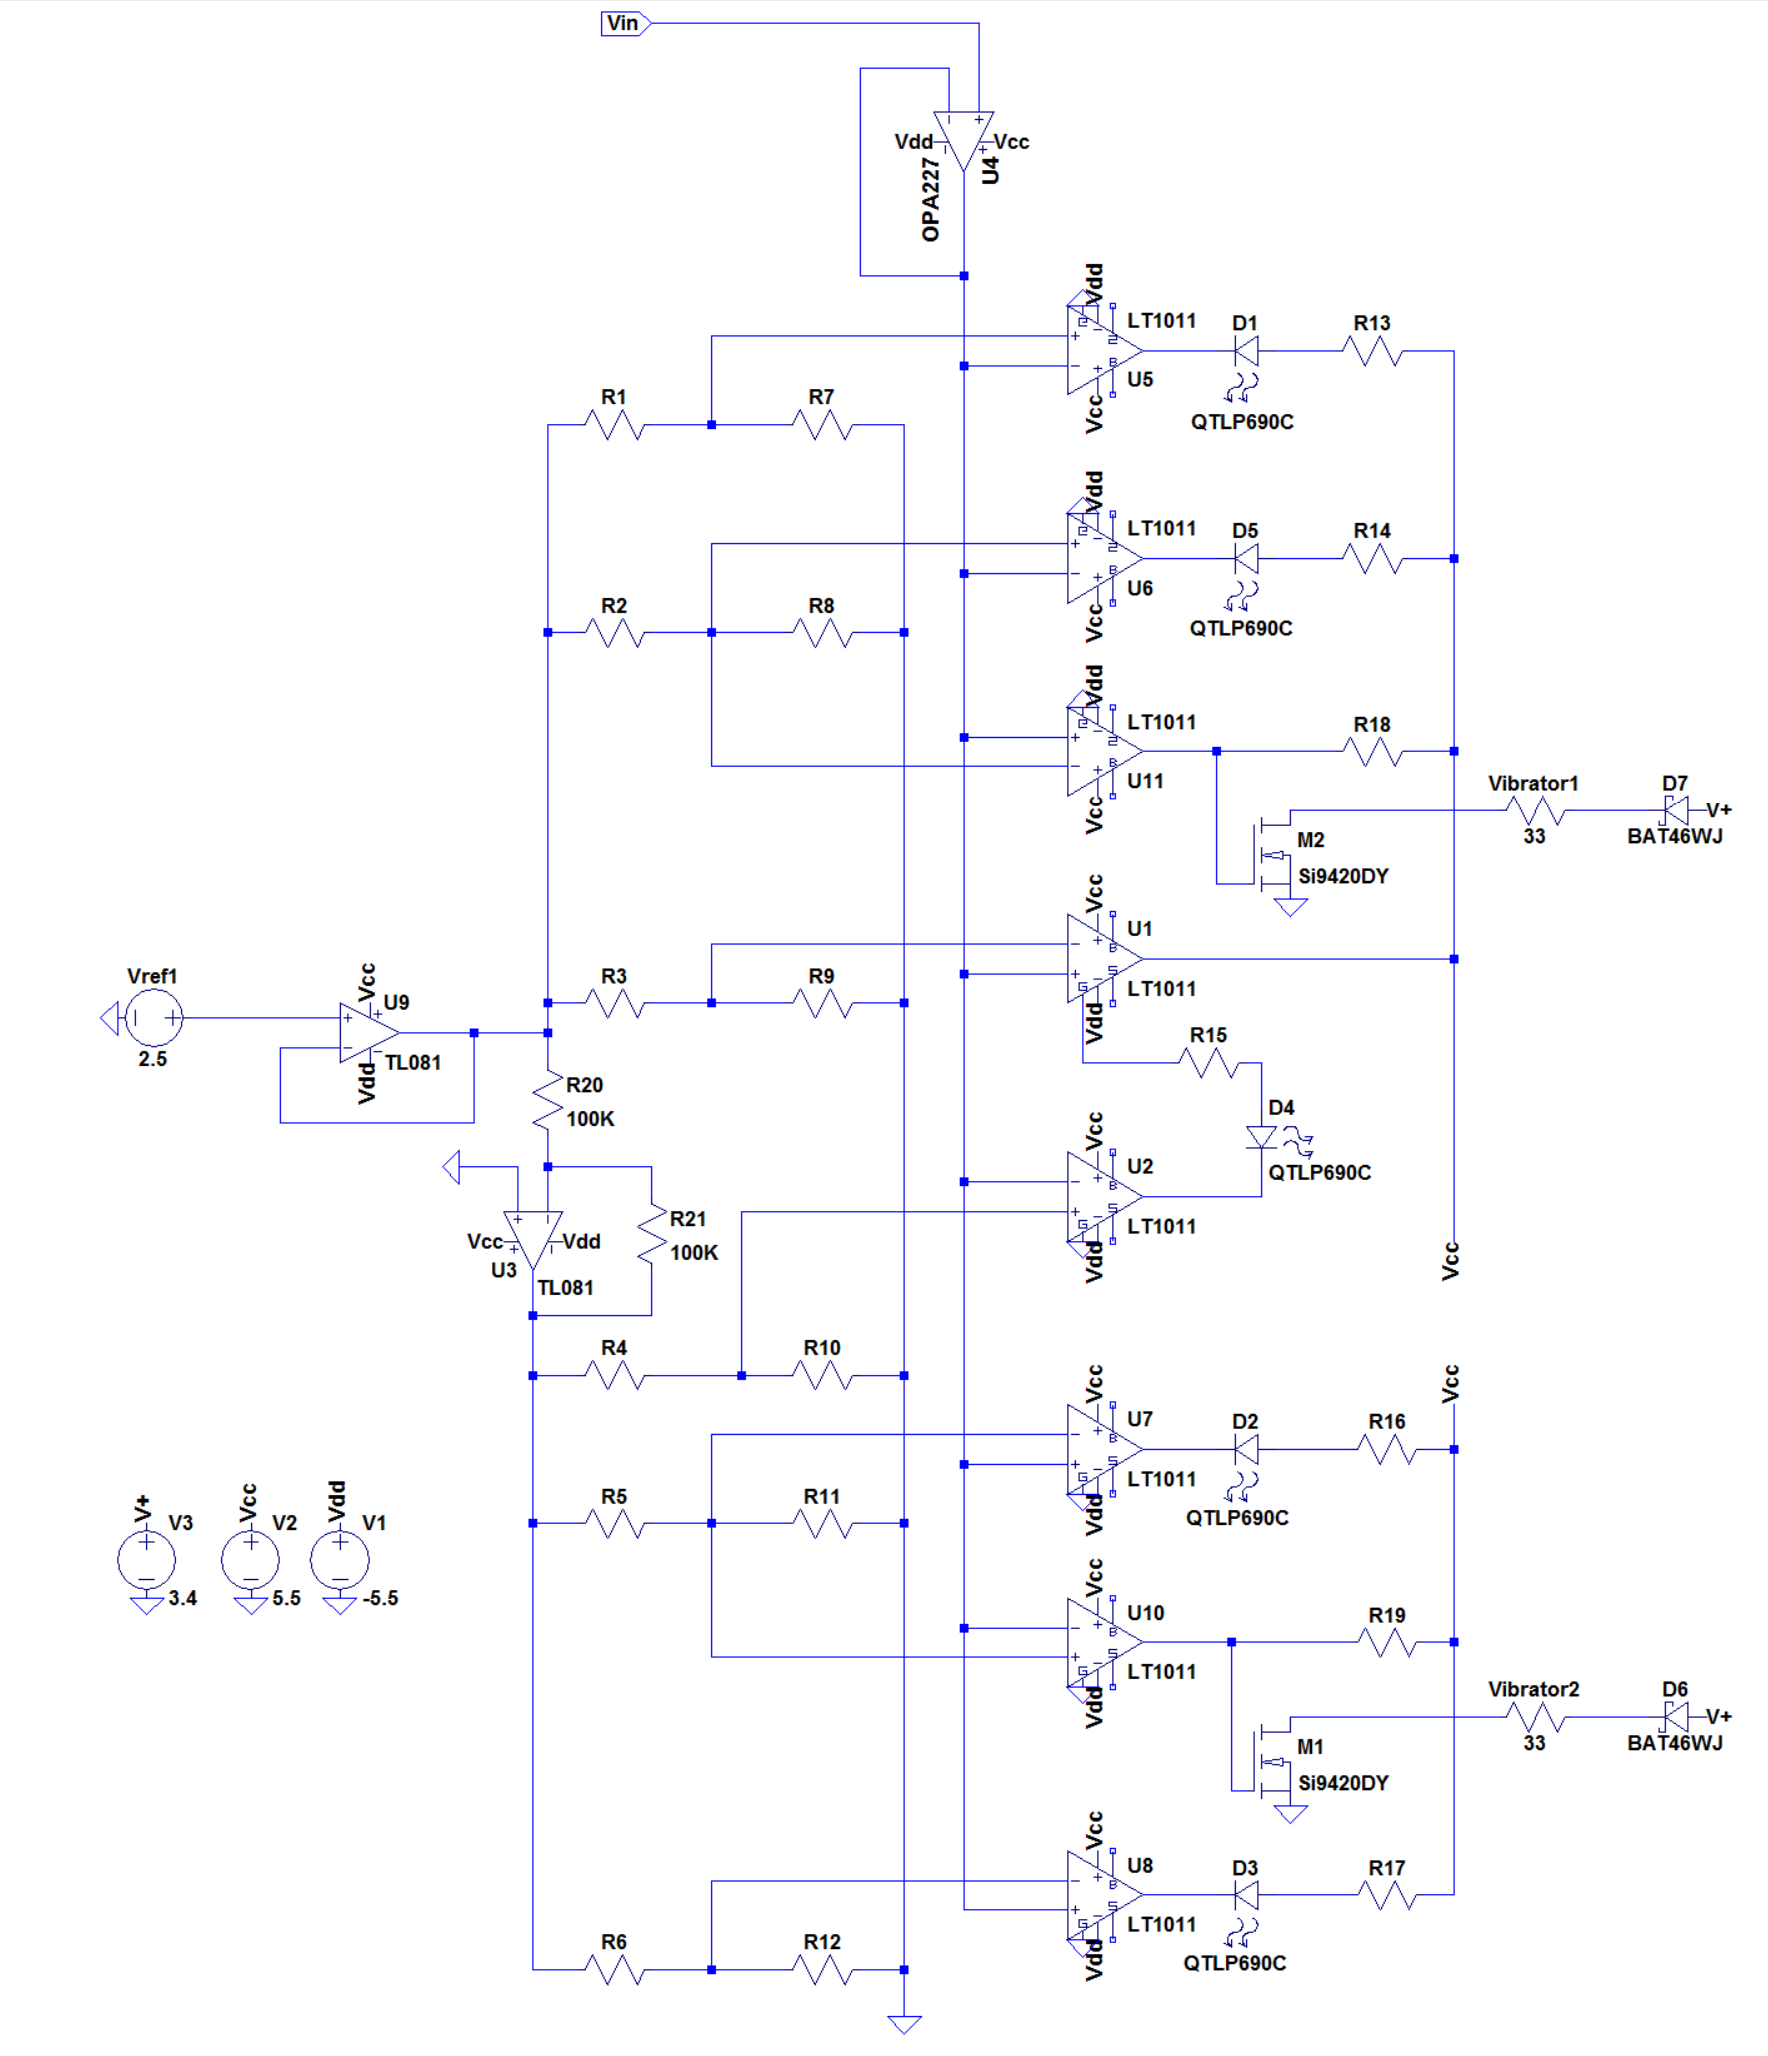 Vin
Vdd
Vcc
OPA227
U4
Vdd
LT1011
U5
Vcc
D1
QTLP690C
R13
R1
R7
Vdd
LT1011
U6
Vcc
D5
QTLP690C
R14
R2
R8
Vdd
LT1011
U11
Vcc
R18
Vibrator1
33
D7
V+
BAT46WJ
M2
Si9420DY
Vcc
U1
LT1011
Vdd
R3
R9
Vref1
2.5
Vcc
U9
TL081
Vdd
R15
R20
100K
D4
QTLP690C
Vcc
U2
LT1011
Vdd
Vcc
Vdd
U3
TL081
R21
100K
Vcc
R4
R10
Vcc
Vcc
U7
LT1011
Vdd
D2
QTLP690C
R16
R5
R11
V+
V3
3.4
Vcc
V2
5.5
Vdd
V1
-5.5
Vcc
U10
LT1011
Vdd
R19
Vibrator2
33
D6
V+
BAT46WJ
M1
Si9420DY
Vcc
U8
LT1011
Vdd
D3
QTLP690C
R17
R6
R12